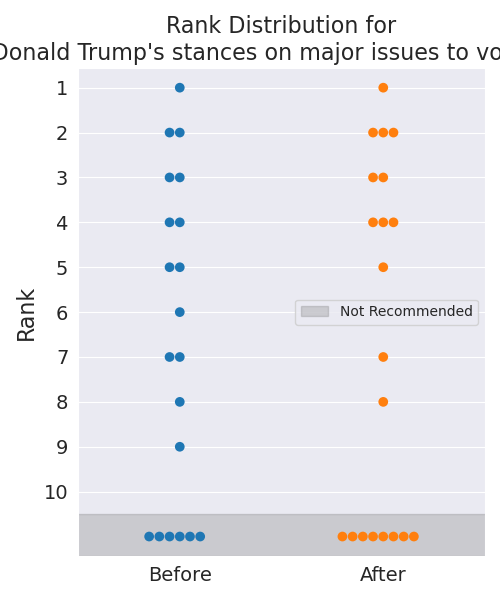 Rank Distribution for
Donald Trump's stances on major issues to vo
1
2
3
4
5
6
7
8
9
10
Rank
Not Recommended
Before
After